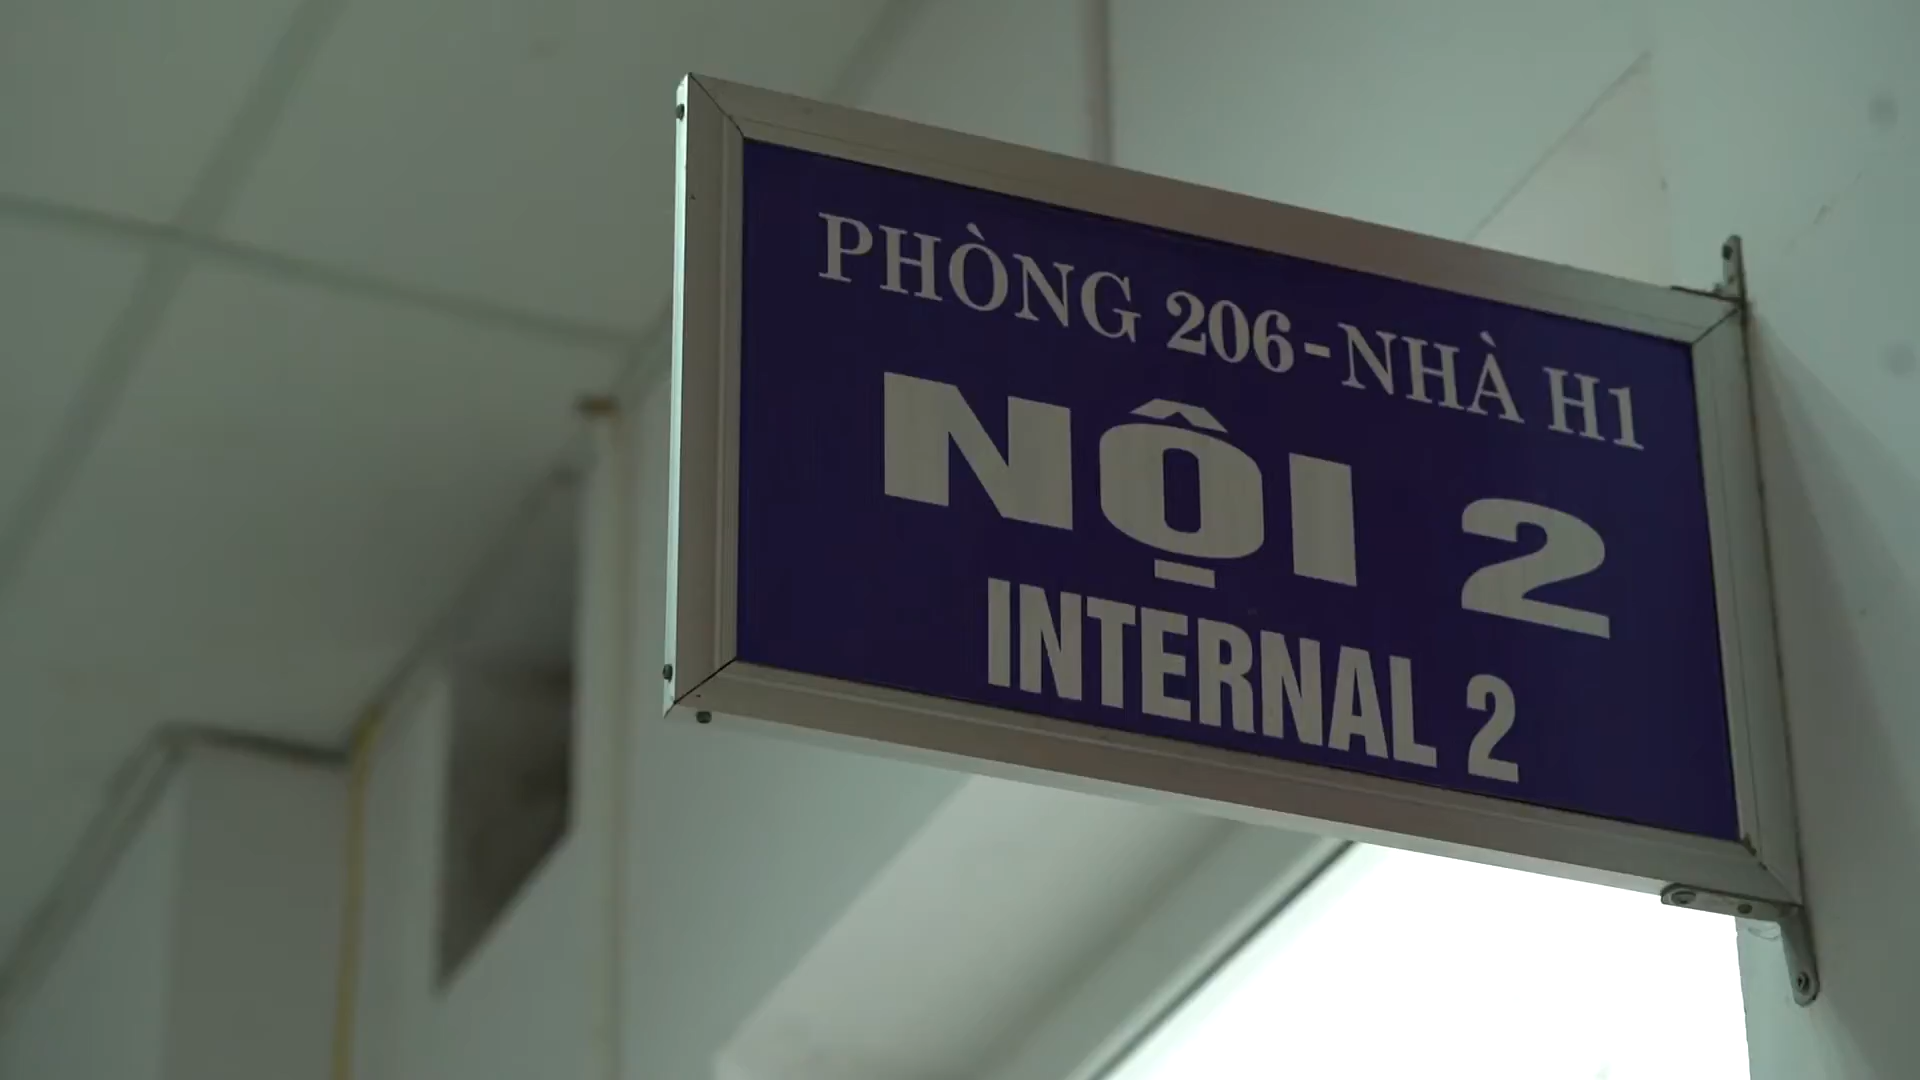 PHÒNG 206-NHÀ H1
NỘI 2
INTERNAL 2